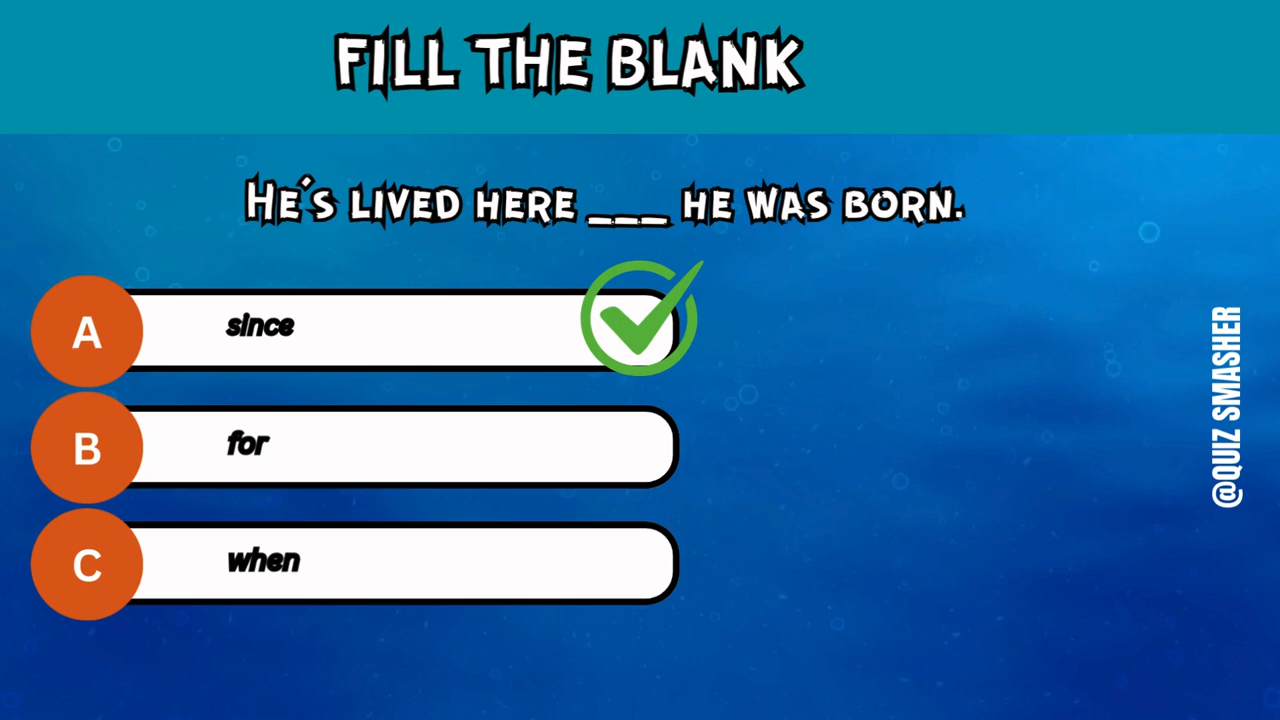 FILL THE BLANK
HE'S LIVED HERE ___ HE WAS BORN.
A since
B for
C when
@QUIZ SMASHER